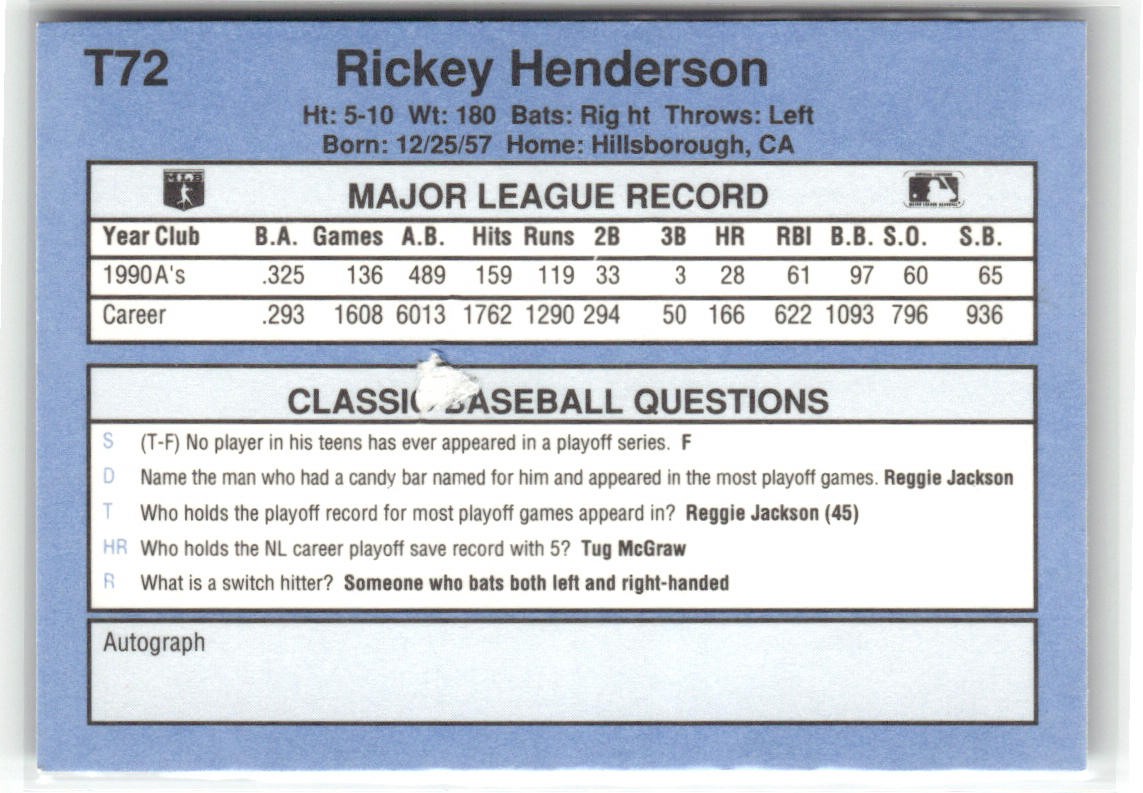 T72 Rickey Henderson
Ht: 5-10 Wt: 180 Bats: Rig ht Throws: Left
Born: 12/25/57 Home: Hillsborough, CA
MLB MAJOR LEAGUE RECORD
Year Club B.A. Games A.B. Hits Runs 2B 3B HR RBI B.B. S.O. S.B.
1990 A's .325 136 489 159 119 33 3 28 61 97 60 65
Career .293 1608 6013 1762 1290 294 50 166 622 1093 796 936
CLASSIC BASEBALL QUESTIONS
S (T-F) No player in his teens has ever appeared in a playoff series. F
D Name the man who had a candy bar named for him and appeared in the most playoff games. Reggie Jackson
T Who holds the playoff record for most playoff games appeard in? Reggie Jackson (45)
HR Who holds the NL career playoff save record with 5? Tug McGraw
R What is a switch hitter? Someone who bats both left and right-handed
Autograph